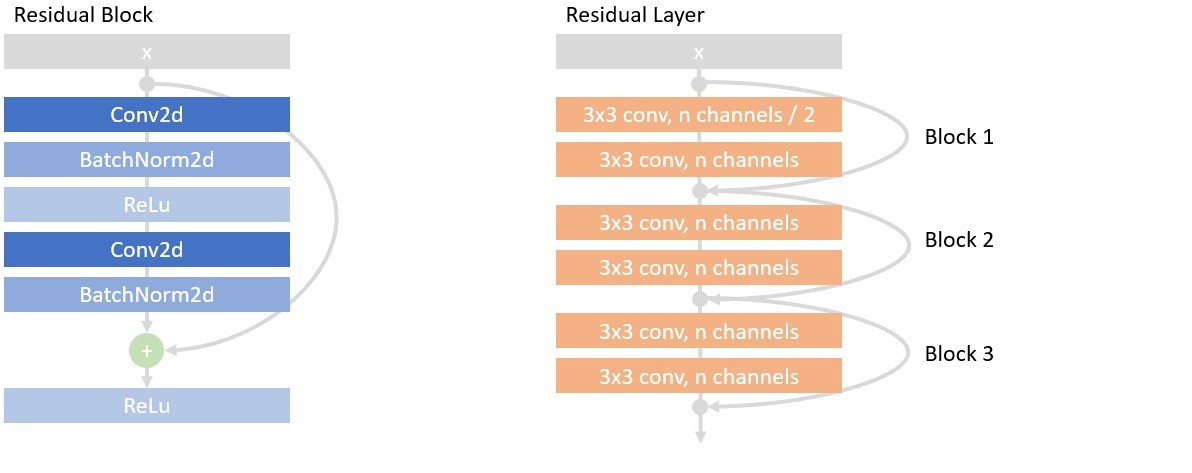 Residual Block
x
Conv2d
BatchNorm2d
ReLu
Conv2d
BatchNorm2d
+
ReLu
Residual Layer
x
3x3 conv, n channels / 2
3x3 conv, n channels
Block 1
3x3 conv, n channels
3x3 conv, n channels
Block 2
3x3 conv, n channels
3x3 conv, n channels
Block 3